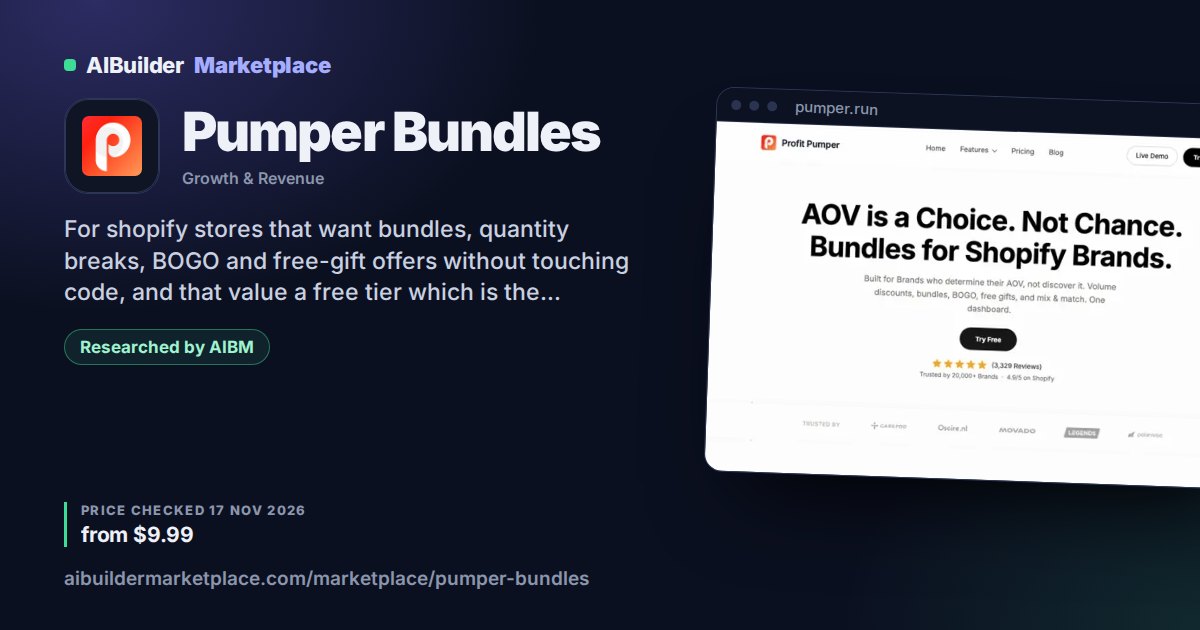 AIBuilder Marketplace
Pumper Bundles
Growth & Revenue
For shopify stores that want bundles, quantity
breaks, BOGO and free-gift offers without touching
code, and that value a free tier which is the...
Researched by AIBM
PRICE CHECKED 17 NOV 2026
from $9.99
aibuildermarketplace.com/marketplace/pumper-bundles
pumper.run
Profit Pumper
Home Features Pricing Blog
Live Demo
AOV is a Choice. Not Chance.
Bundles for Shopify Brands.
Built for Brands who determine their AOV, not discover it. Volume
discounts, bundles, BOGO, free gifts, and mix & match. One
dashboard.
Try Free
(3,329 Reviews)
Trusted by 20,000+ Brands · 4.9/5 on Shopify
TRUSTED BY
Oscire.nl
MOVADO
LEGENDS